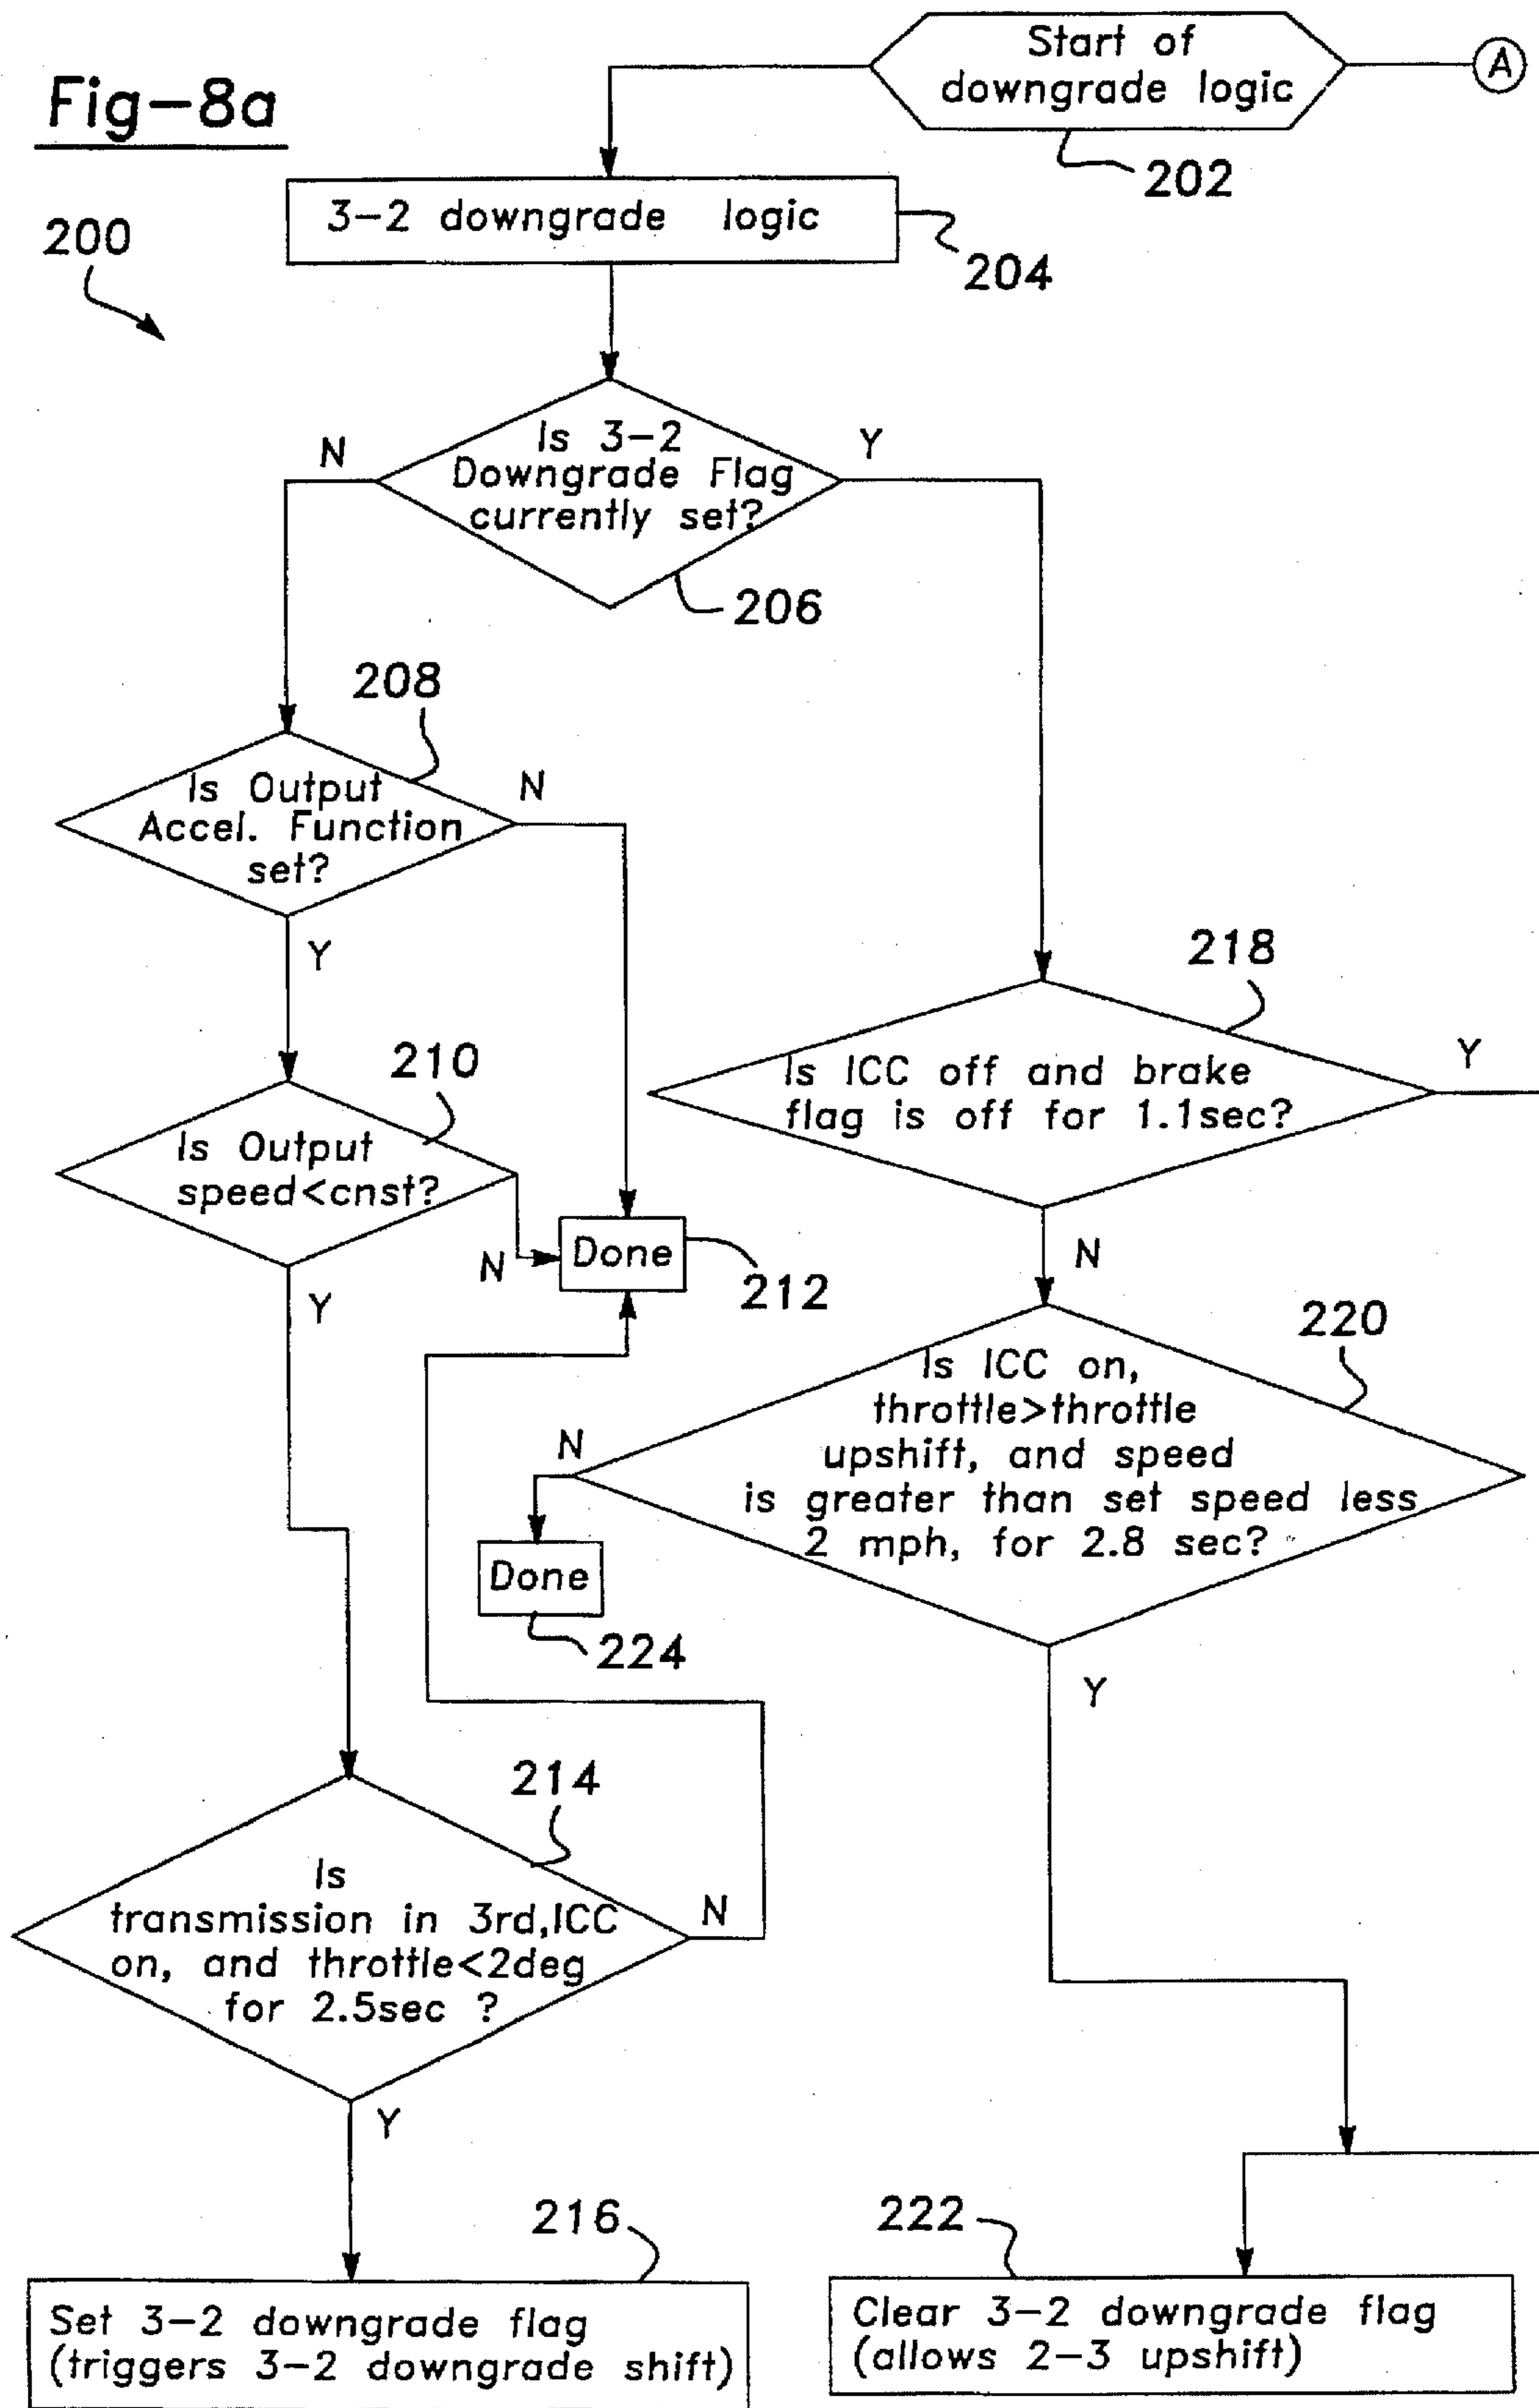 Fig-8a
Start of
downgrade logic
A
202
3-2 downgrade logic
204
200
Is 3-2
Downgrade Flag
currently set?
N
Y
206
208
Is Output
Accel. Function
set?
N
Y
210
Is Output
speed<cnst?
N
Y
Done
212
218
Is ICC off and brake
flag is off for 1.1sec?
Y
N
220
Is ICC on,
throttle>throttle
upshift, and speed
is greater than set speed less
2 mph, for 2.8 sec?
N
Y
Done
224
214
Is
transmission in 3rd,ICC
on, and throttle<2deg
for 2.5sec ?
N
Y
216
Set 3-2 downgrade flag
(triggers 3-2 downgrade shift)
222
Clear 3-2 downgrade flag
(allows 2-3 upshift)